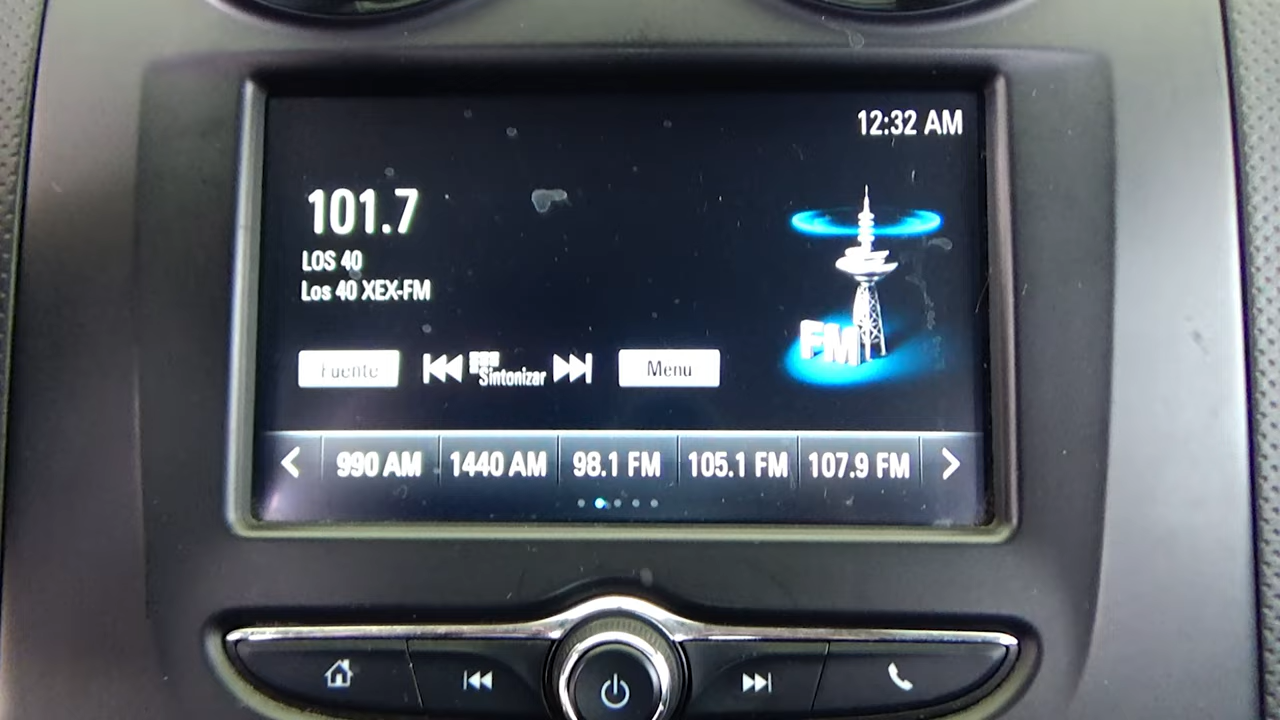 12:32 AM
101.7
LOS 40
Los 40 XEX-FM
FM
Fuente
Sintonizar
Menú
990 AM
1440 AM
98.1 FM
105.1 FM
107.9 FM